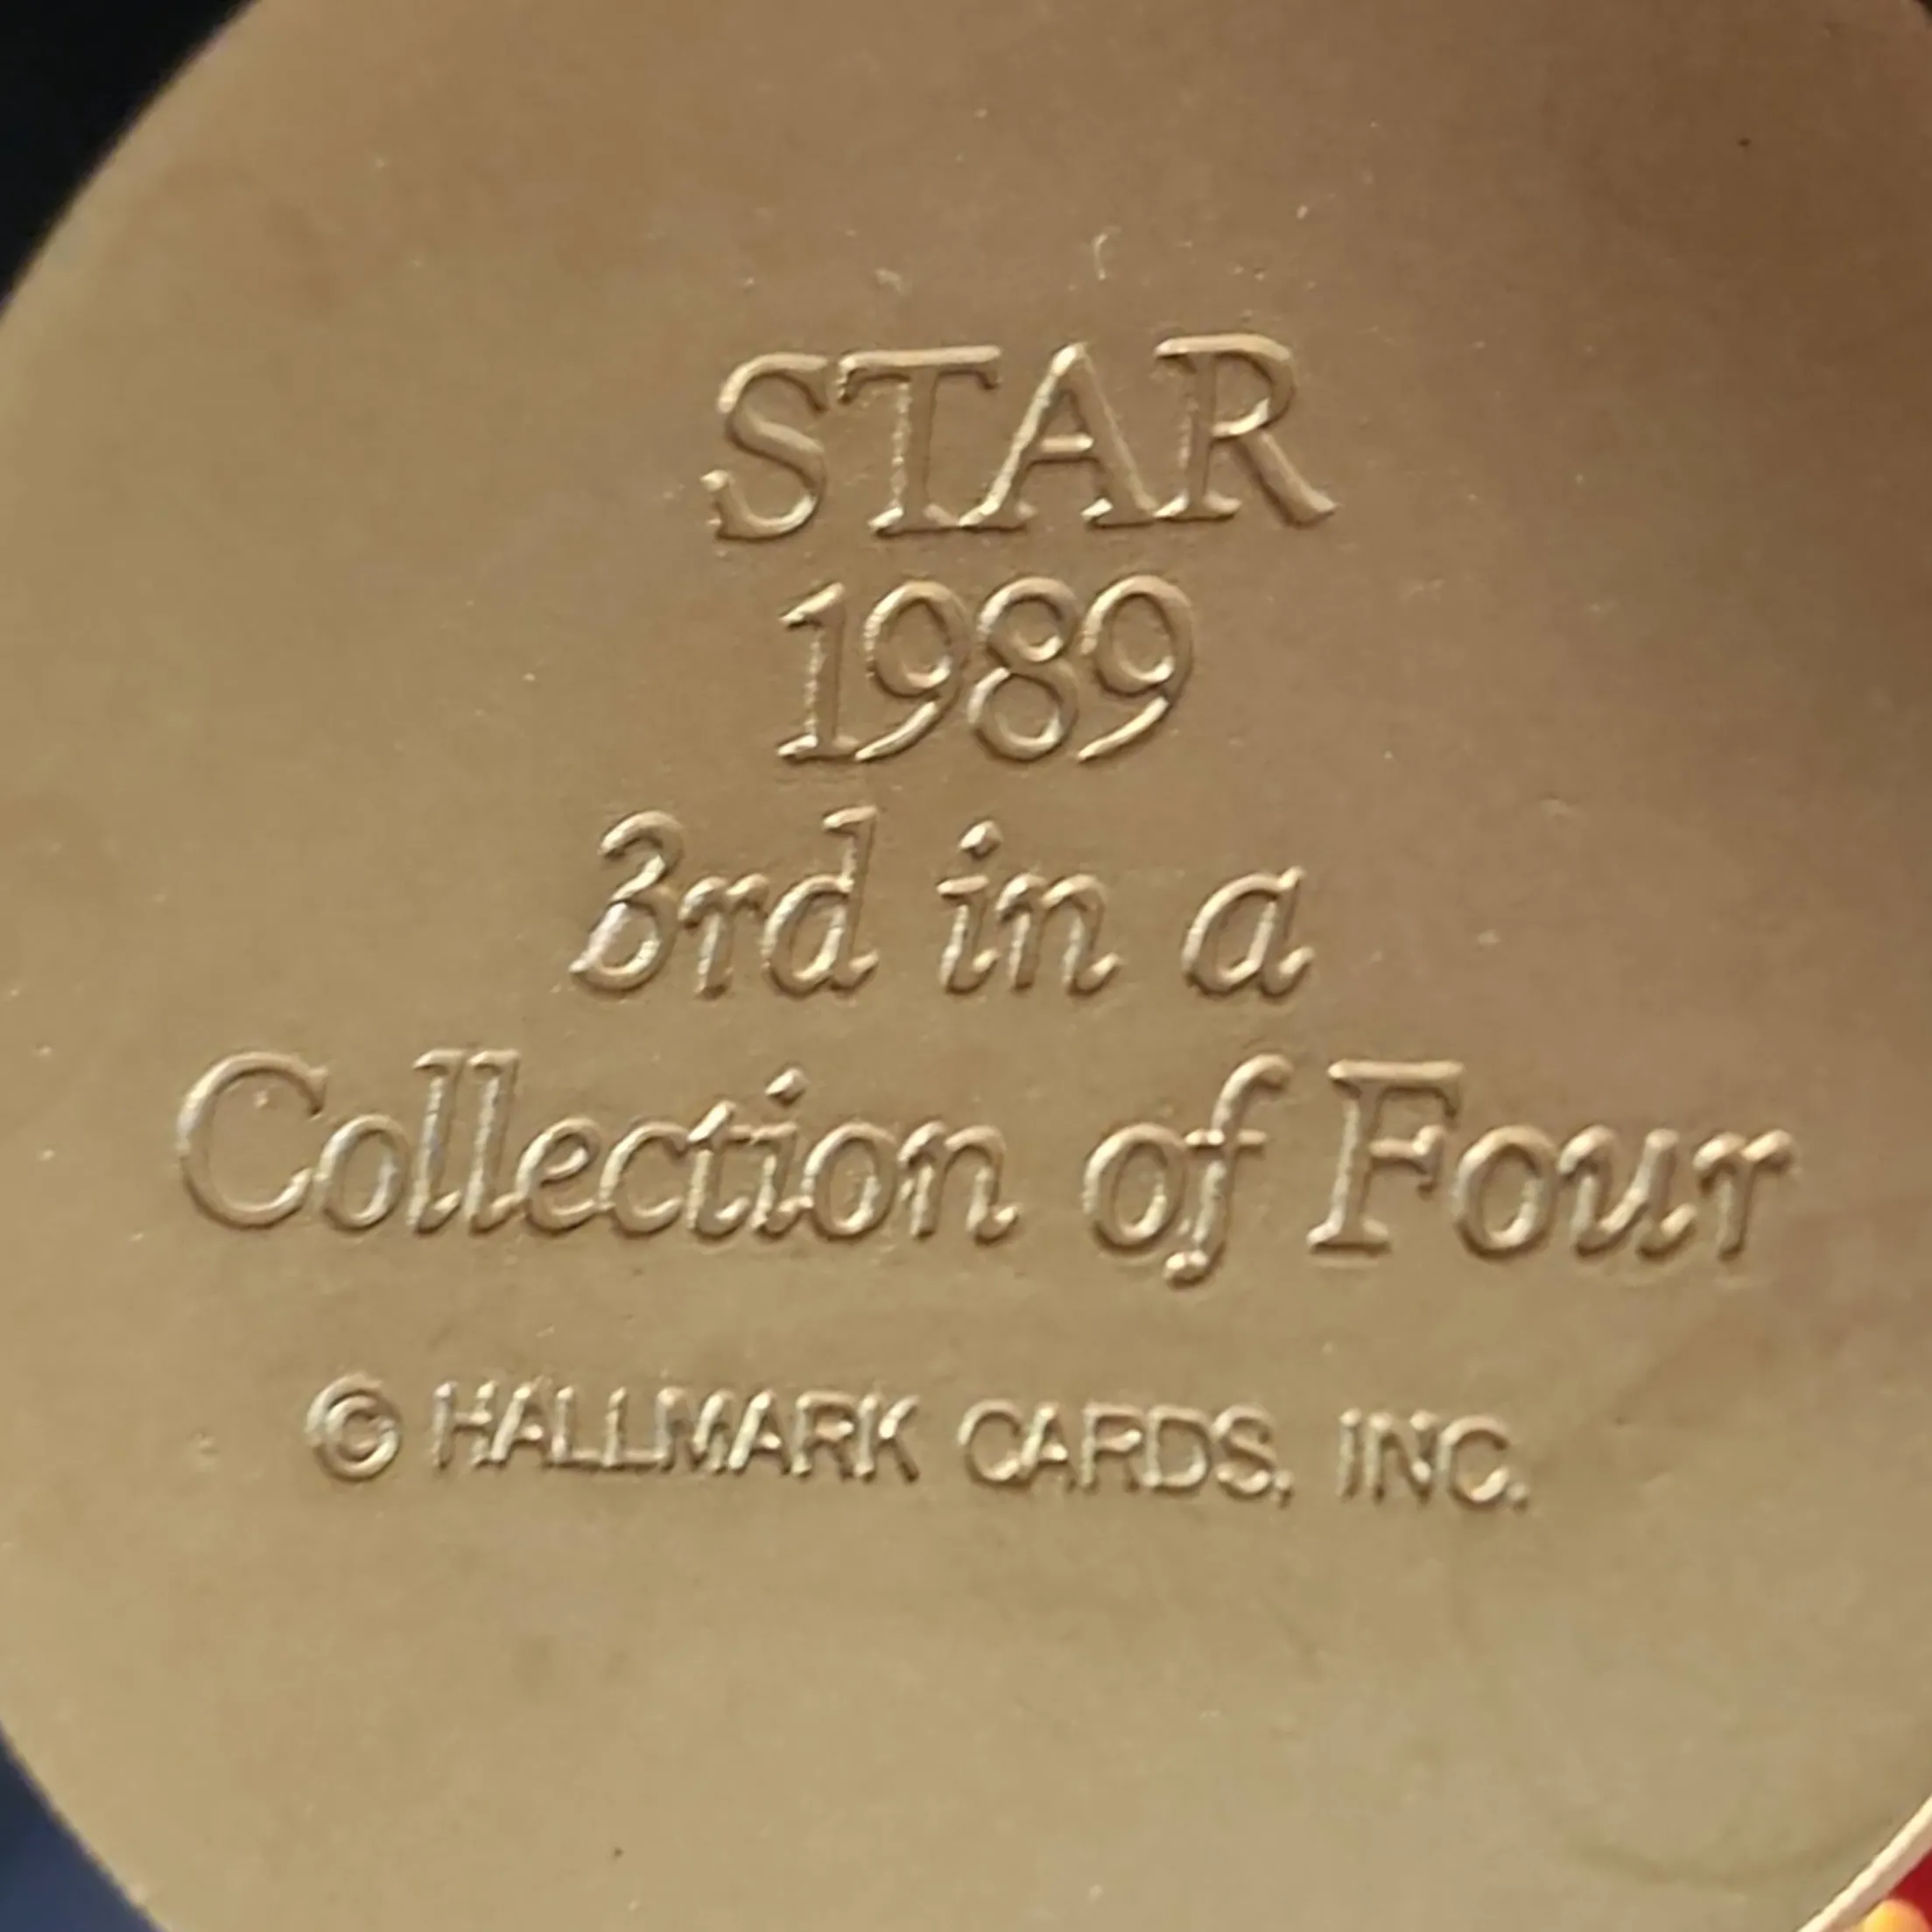 STAR
1989
3rd in a
Collection of Four
© HALLMARK CARDS, INC.